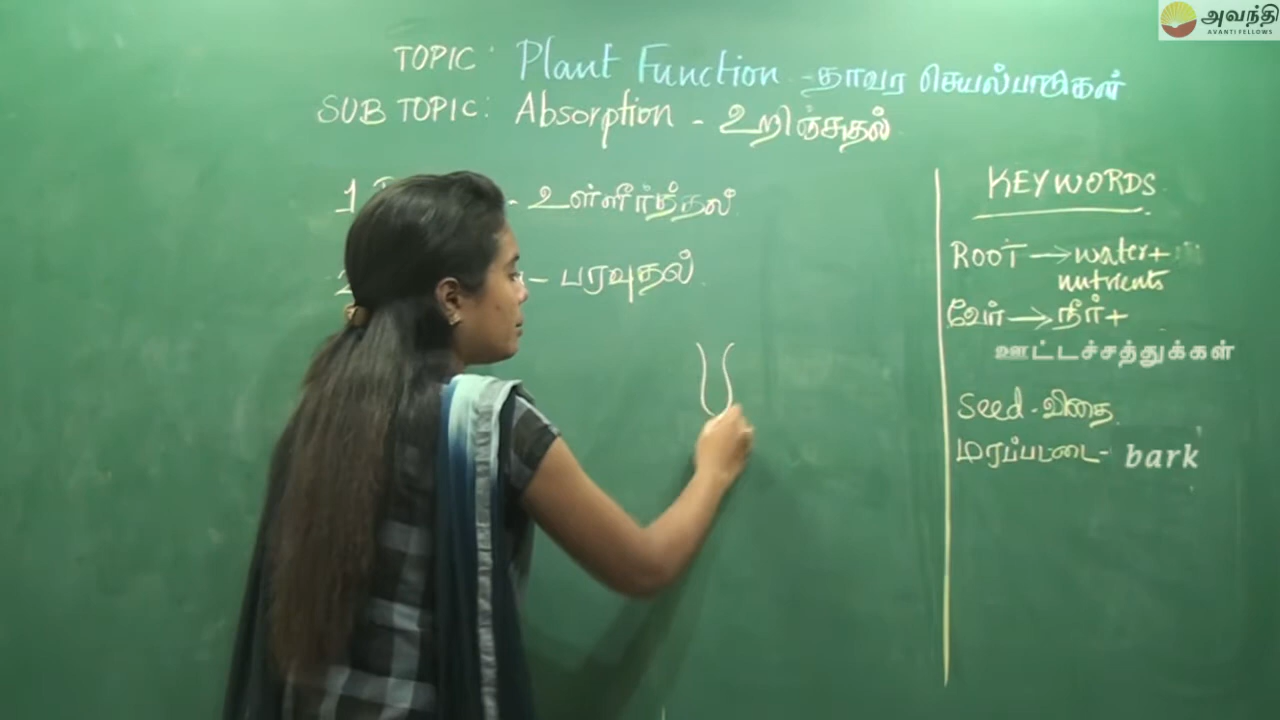 அவந்தி
AVANTI FELLOWS
TOPIC: Plant Function - தாவர செயல்பாடுகள்
SUB TOPIC: Absorption - உறிஞ்சுதல்
1 - உள்ளீர்த்தல்
2 - பரவுதல்
KEYWORDS
ROOT → water +
nutrients
வேர் → நீர் +
ஊட்டச்சத்துக்கள்
Seed - விதை
மரப்பட்டை - bark